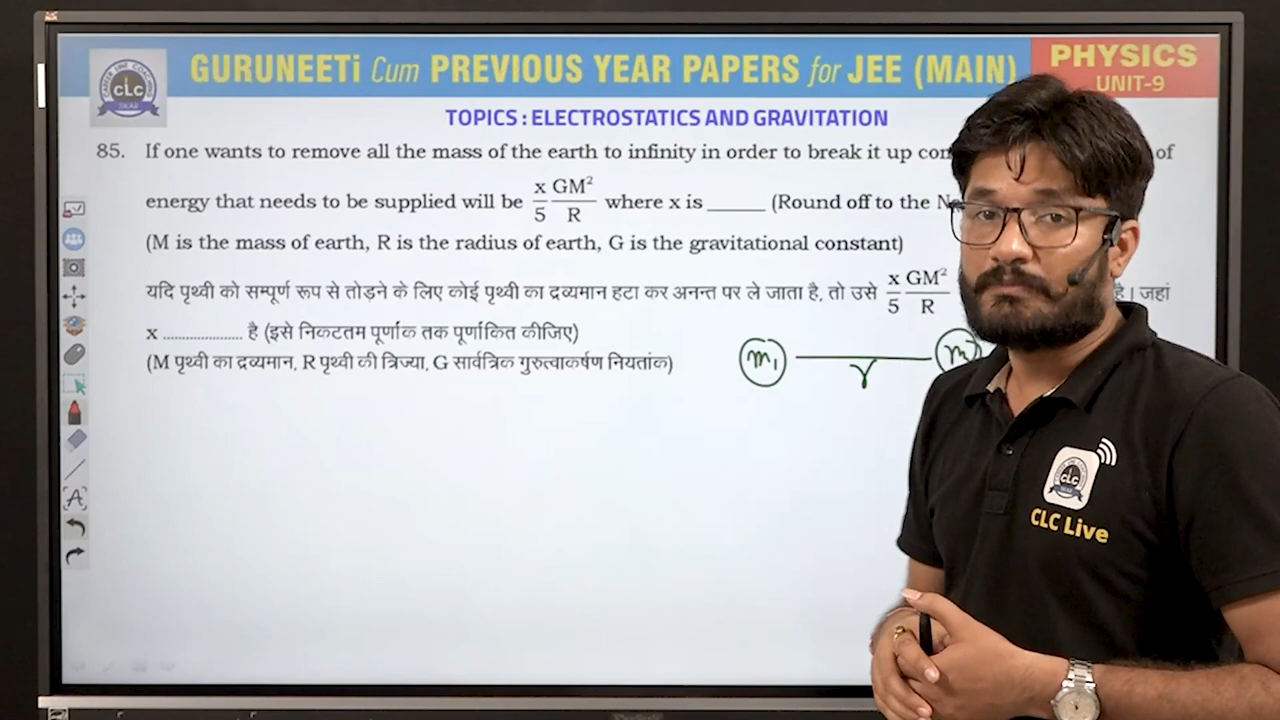 GURUNEETi Cum PREVIOUS YEAR PAPERS for JEE (MAIN)
PHYSICS
UNIT-9
CLC
TOPICS : ELECTROSTATICS AND GRAVITATION
85. If one wants to remove all the mass of the earth to infinity in order to break it up of
energy that needs to be supplied will be x/5 GM²/R where x is ______ (Round off to the
(M is the mass of earth, R is the radius of earth, G is the gravitational constant)
यदि पृथ्वी को सम्पूर्ण रूप से तोड़ने के लिए कोई पृथ्वी का द्रव्यमान हटा कर अनन्त पर ले जाता है, तो उसे x/5 GM²/R है। जहां
x ..................... है (इसे निकटतम पूर्णांक तक पूर्णांकित कीजिए)
(M पृथ्वी का द्रव्यमान, R पृथ्वी की त्रिज्या, G सार्वत्रिक गुरुत्वाकर्षण नियतांक)
m₁ r
CLC
CLC Live